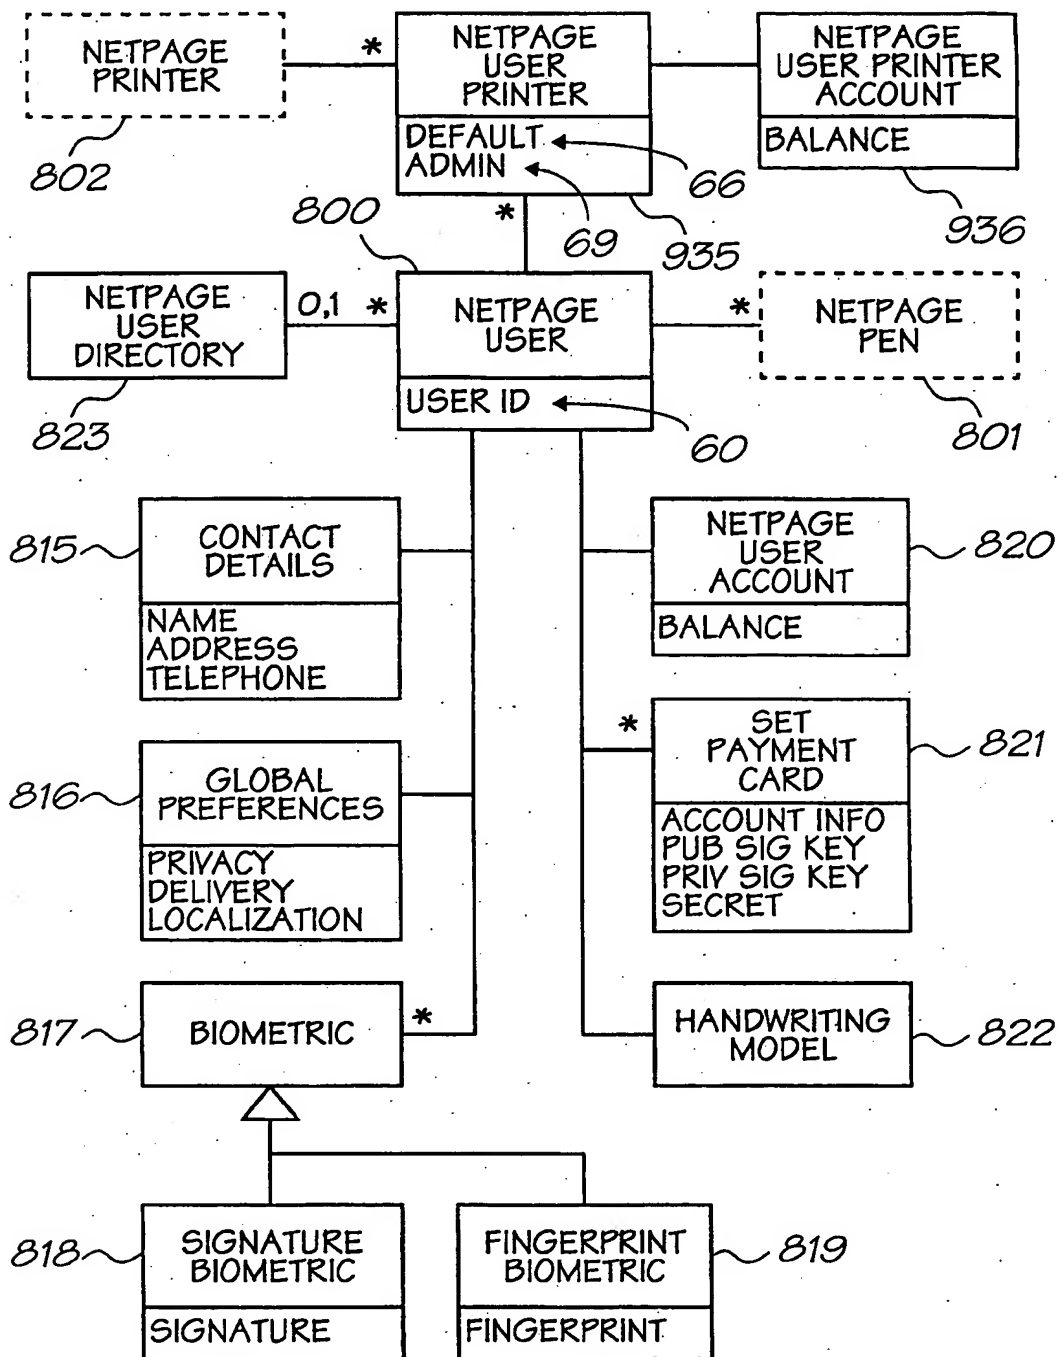 NETPAGE
PRINTER
802
*
NETPAGE
USER
PRINTER
DEFAULT
ADMIN
66
69
935
NETPAGE
USER PRINTER
ACCOUNT
BALANCE
936
*
800
NETPAGE
USER
DIRECTORY
823
0,1
*
NETPAGE
USER
USER ID
60
*
NETPAGE
PEN
801
815
CONTACT
DETAILS
NAME
ADDRESS
TELEPHONE
NETPAGE
USER
ACCOUNT
BALANCE
820
816
GLOBAL
PREFERENCES
PRIVACY
DELIVERY
LOCALIZATION
*
SET
PAYMENT
CARD
ACCOUNT INFO
PUB SIG KEY
PRIV SIG KEY
SECRET
821
817
BIOMETRIC
*
HANDWRITING
MODEL
822
818
SIGNATURE
BIOMETRIC
SIGNATURE
FINGERPRINT
BIOMETRIC
FINGERPRINT
819